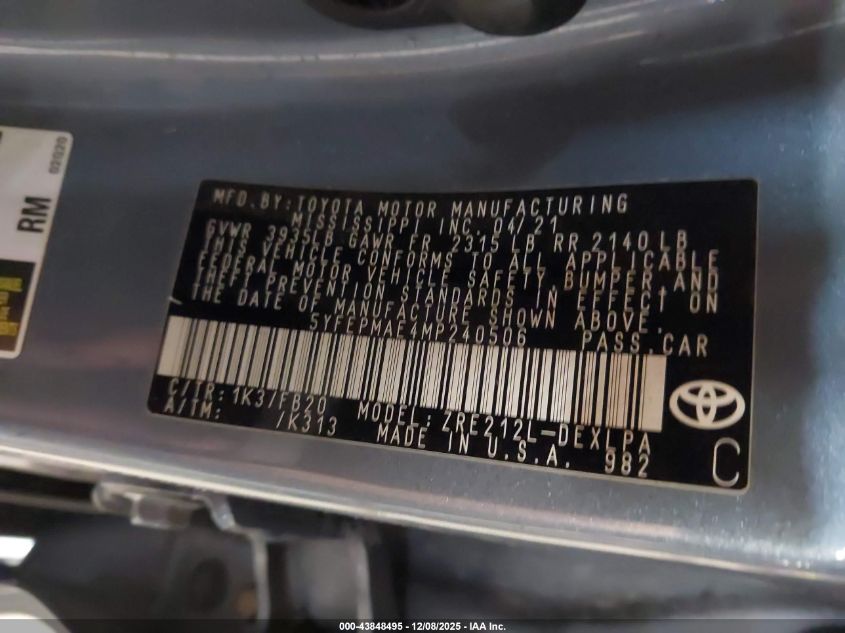 RM
02020
MFD. BY: TOYOTA MOTOR MANUFACTURING
MISSISSIPPI INC. 04/21
GVWR 3935LB GAWR FR 2315 LB RR 2140 LB
THIS VEHICLE CONFORMS TO ALL APPLICABLE
FEDERAL MOTOR VEHICLE SAFETY, BUMPER, AND
THEFT PREVENTION STANDARDS IN EFFECT ON
THE DATE OF MANUFACTURE SHOWN ABOVE.
5YFEPMAE4MP240506 PASS.CAR
C/TR: 1K3/FB20 MODEL: ZRE212L-DEXLPA
A/TM: /K313 MADE IN U.S.A. 982
C
000-43848495 - 12/08/2025 - IAA Inc.